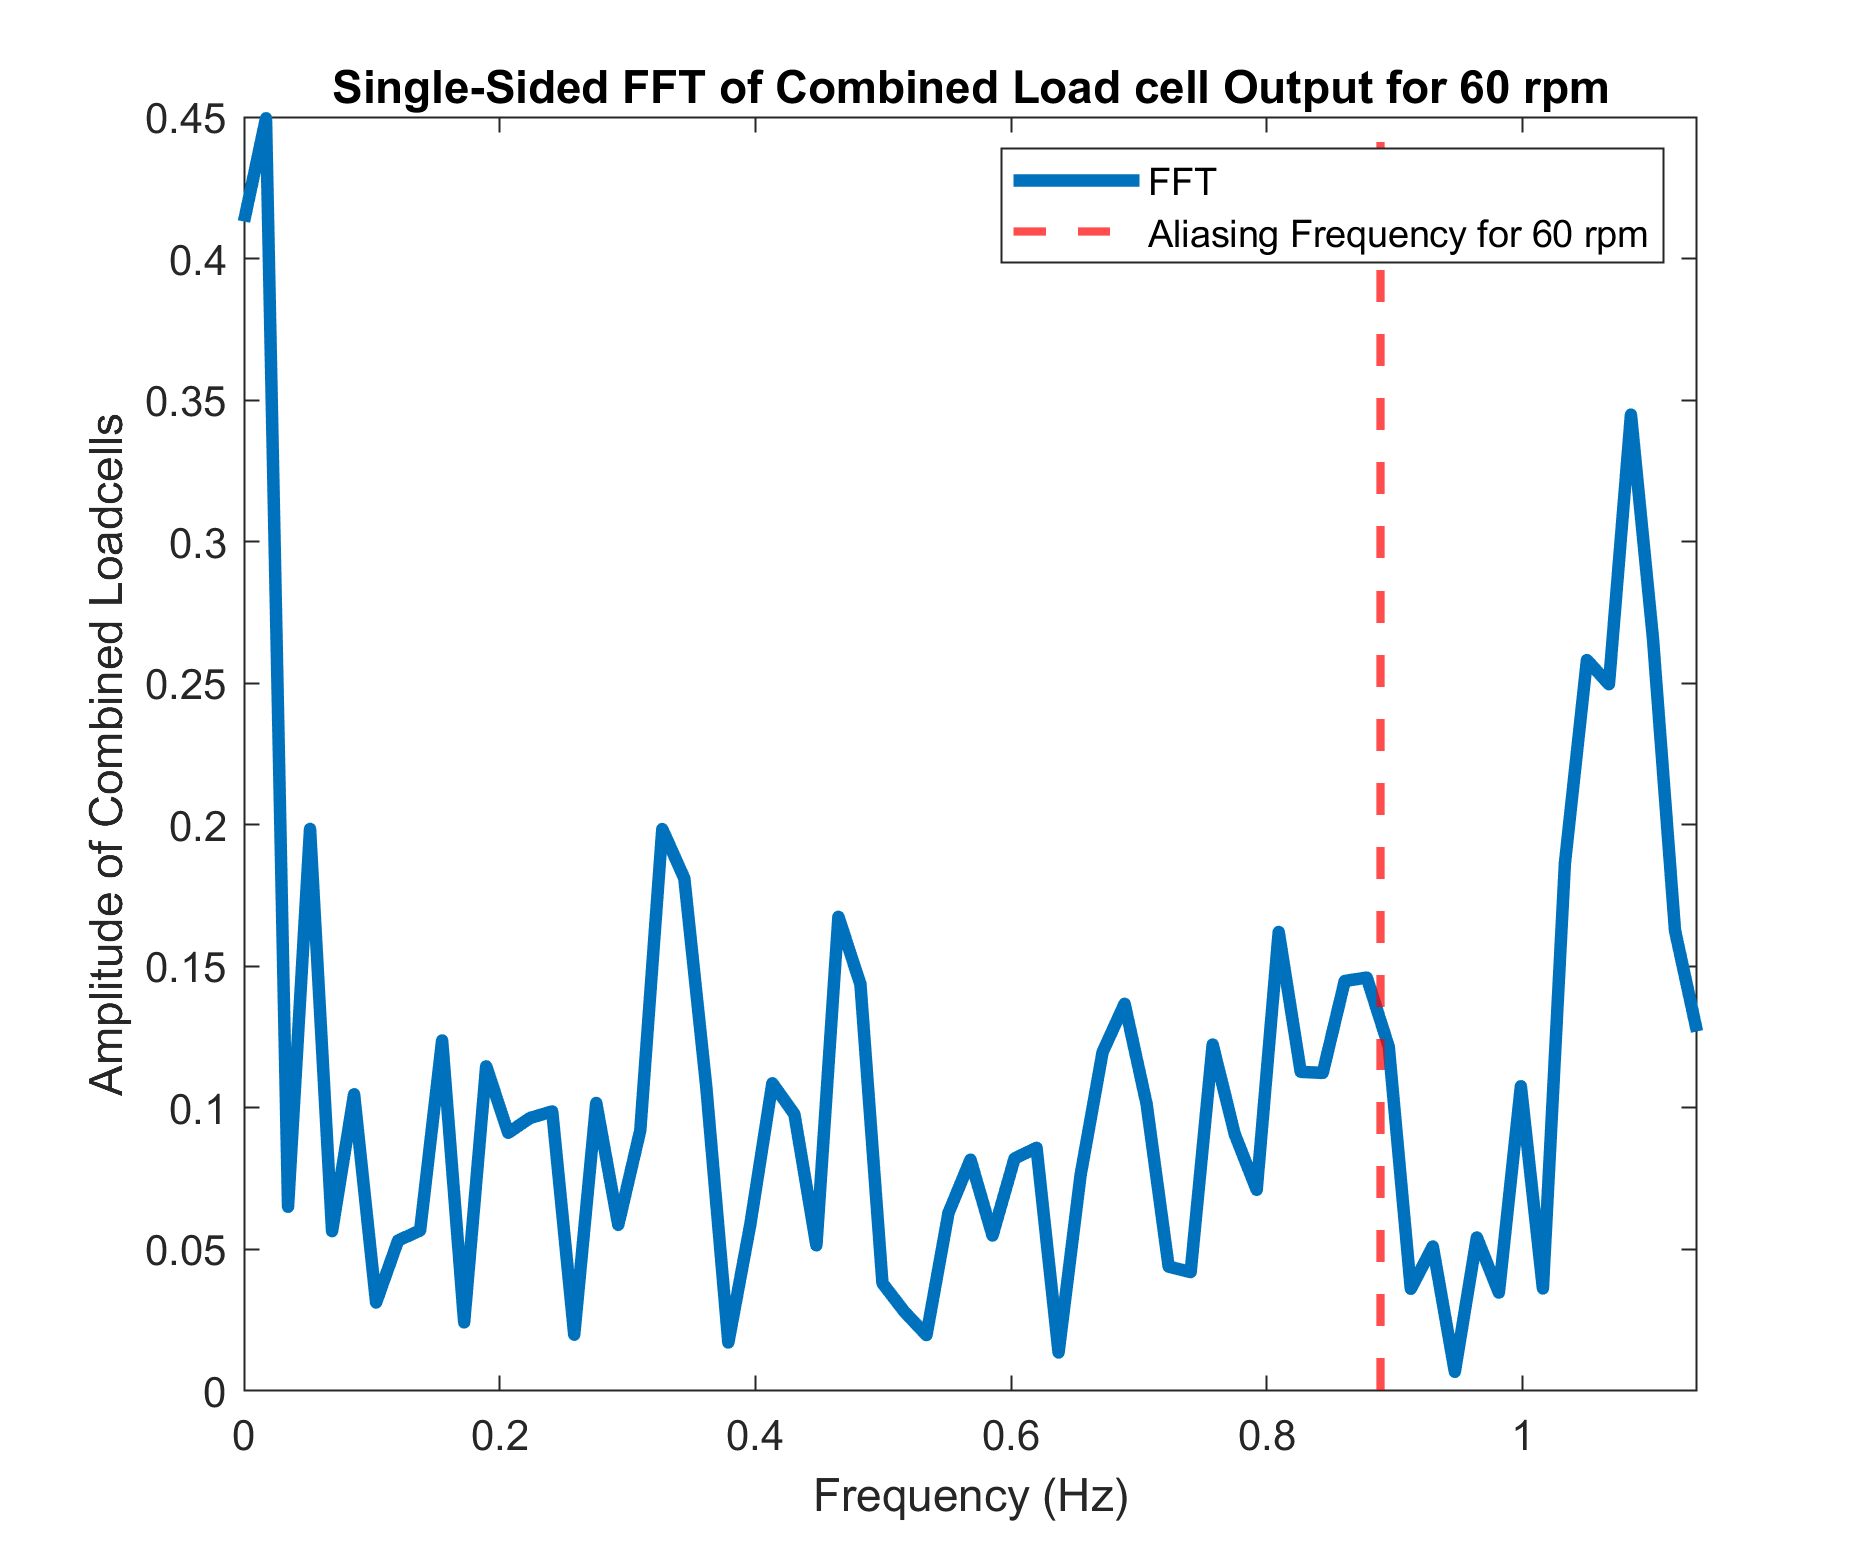 Single-Sided FFT of Combined Load cell Output for 60 rpm
FFT
Aliasing Frequency for 60 rpm
Amplitude of Combined Loadcells
0.45
0.4
0.35
0.3
0.25
0.2
0.15
0.1
0.05
0
0 0.2 0.4 0.6 0.8 1
Frequency (Hz)